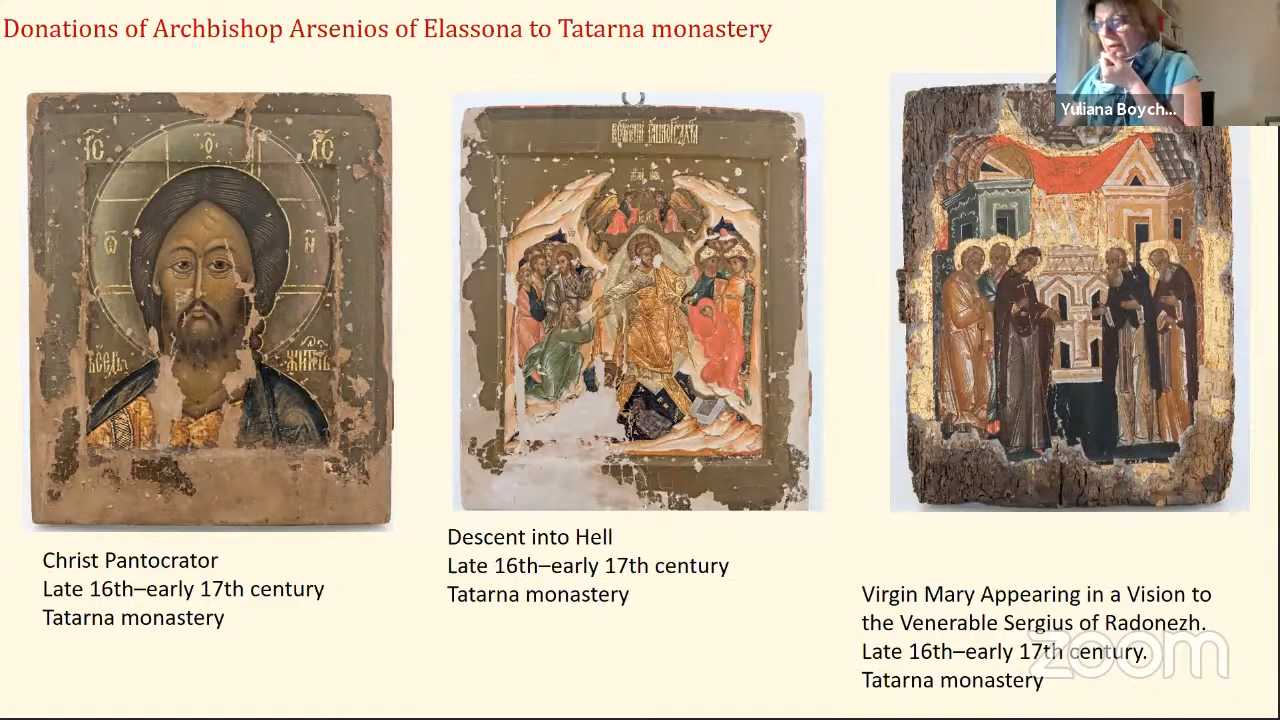 Donations of Archbishop Arsenios of Elassona to Tatarna monastery
Yuliana Boych...
Christ Pantocrator
Late 16th–early 17th century
Tatarna monastery
Descent into Hell
Late 16th–early 17th century
Tatarna monastery
Virgin Mary Appearing in a Vision to
the Venerable Sergius of Radonezh.
Late 16th–early 17th century.
Tatarna monastery
zoom